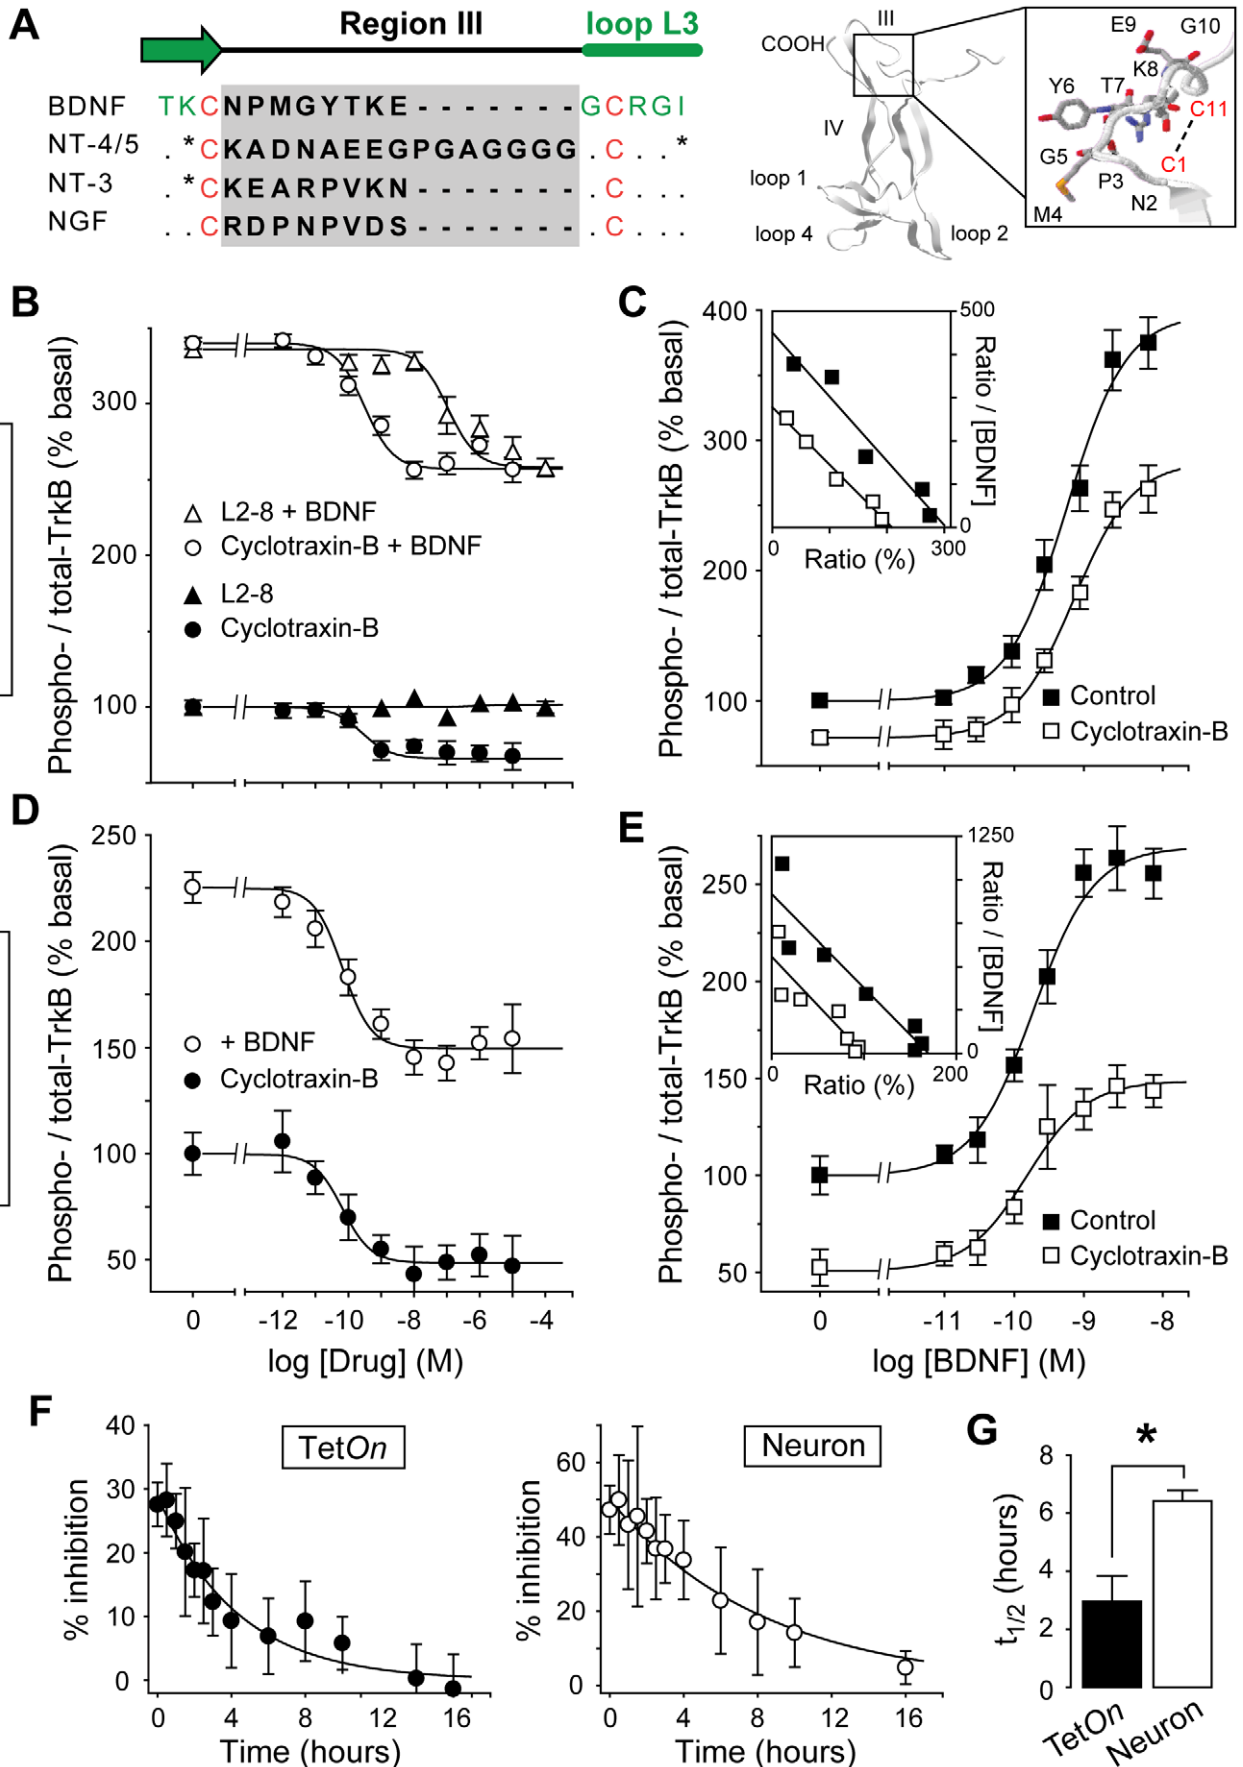 A
Region III
loop L3
BDNF TKCNPMGYTKE-------GCRGI
NT-4/5 .*CKADNAEEGPGAGGGG.C..*
NT-3 .*CKEARPVKN-------.C...
NGF ..CRDPNPVDS-------.C...
III
COOH
IV
loop 1
loop 4
loop 2
E9
G10
K8
Y6
T7
C11
G5
C1
P3
N2
M4
B
Phospho- / total-TrkB (% basal)
300
200
100
L2-8 + BDNF
Cyclotraxin-B + BDNF
L2-8
Cyclotraxin-B
C
Phospho- / total-TrkB (% basal)
400
300
200
100
500
0
Ratio / [BDNF]
0
300
Ratio (%)
Control
Cyclotraxin-B
D
Phospho- / total-TrkB (% basal)
250
200
150
100
50
+ BDNF
Cyclotraxin-B
0 -12 -10 -8 -6 -4
log [Drug] (M)
E
Phospho- / total-TrkB (% basal)
250
200
150
100
50
1250
0
Ratio / [BDNF]
0
200
Ratio (%)
Control
Cyclotraxin-B
0 -11 -10 -9 -8
log [BDNF] (M)
F
% inhibition
40
30
20
10
0
TetOn
0 4 8 12 16
Time (hours)
% inhibition
60
40
20
0
Neuron
0 4 8 12 16
Time (hours)
G
t1/2 (hours)
8
6
4
2
0
*
TetOn
Neuron